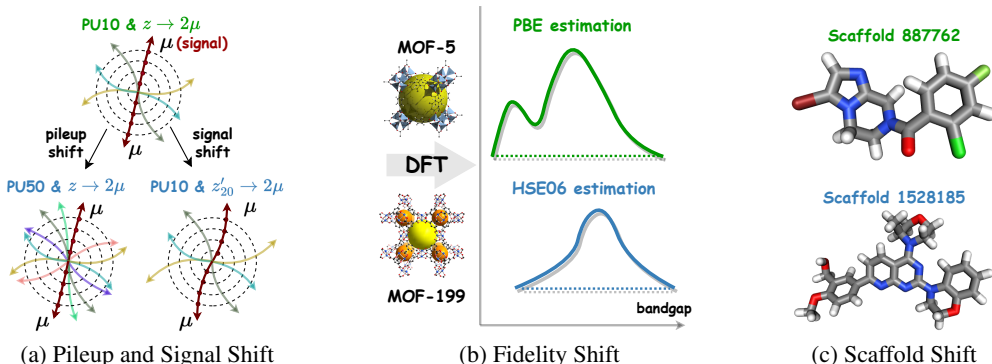 PU10 & z → 2μ
μ (signal)
μ
pileup shift
signal shift
PU50 & z → 2μ
PU10 & z′₂₀ → 2μ
μ
μ
μ
μ
(a) Pileup and Signal Shift
MOF-5
DFT
MOF-199
PBE estimation
HSE06 estimation
bandgap
(b) Fidelity Shift
Scaffold 887762
Scaffold 1528185
(c) Scaffold Shift